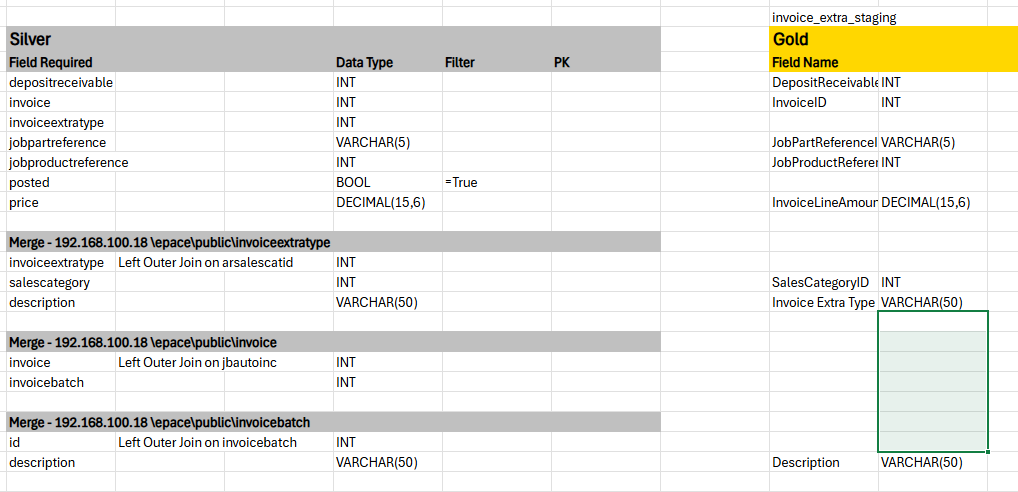 invoice_extra_staging
Silver Gold
Field Required Data Type Filter PK Field Name
depositreceivable INT DepositReceivable INT
invoice INT InvoiceID INT
invoiceextratype INT
jobpartreference VARCHAR(5) JobPartReferenceI VARCHAR(5)
jobproductreference INT JobProductReferen INT
posted BOOL =True
price DECIMAL(15,6) InvoiceLineAmoun DECIMAL(15,6)
Merge - 192.168.100.18 \epace\public\invoiceextratype
invoiceextratype Left Outer Join on arsalescatid INT
salescategory INT SalesCategoryID INT
description VARCHAR(50) Invoice Extra Type VARCHAR(50)
Merge - 192.168.100.18 \epace\public\invoice
invoice Left Outer Join on jbautoinc INT
invoicebatch INT
Merge - 192.168.100.18 \epace\public\invoicebatch
id Left Outer Join on invoicebatch INT
description VARCHAR(50) Description VARCHAR(50)